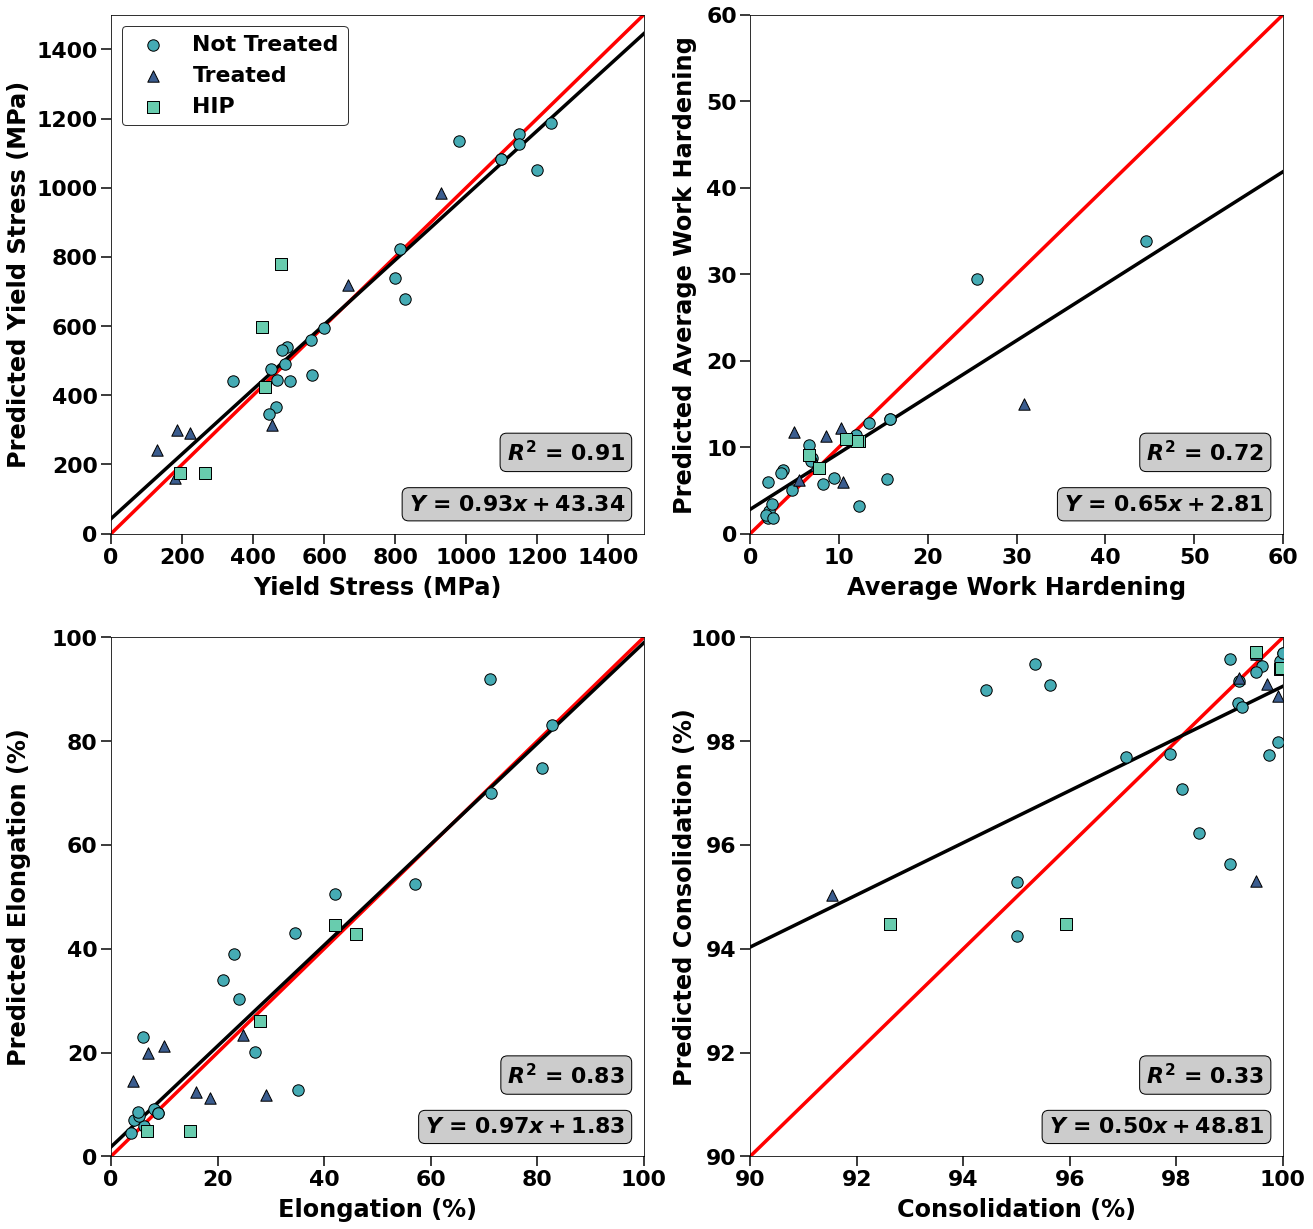 Predicted Yield Stress (MPa)
1400
1200
1000
800
600
400
200
0
Not Treated
Treated
HIP
R² = 0.91
Y = 0.93x + 43.34
0 200 400 600 800 1000 1200 1400
Yield Stress (MPa)
Predicted Average Work Hardening
60
50
40
30
20
10
0
R² = 0.72
Y = 0.65x + 2.81
0 10 20 30 40 50 60
Average Work Hardening
Predicted Elongation (%)
100
80
60
40
20
0
R² = 0.83
Y = 0.97x + 1.83
0 20 40 60 80 100
Elongation (%)
Predicted Consolidation (%)
100
98
96
94
92
90
R² = 0.33
Y = 0.50x + 48.81
90 92 94 96 98 100
Consolidation (%)